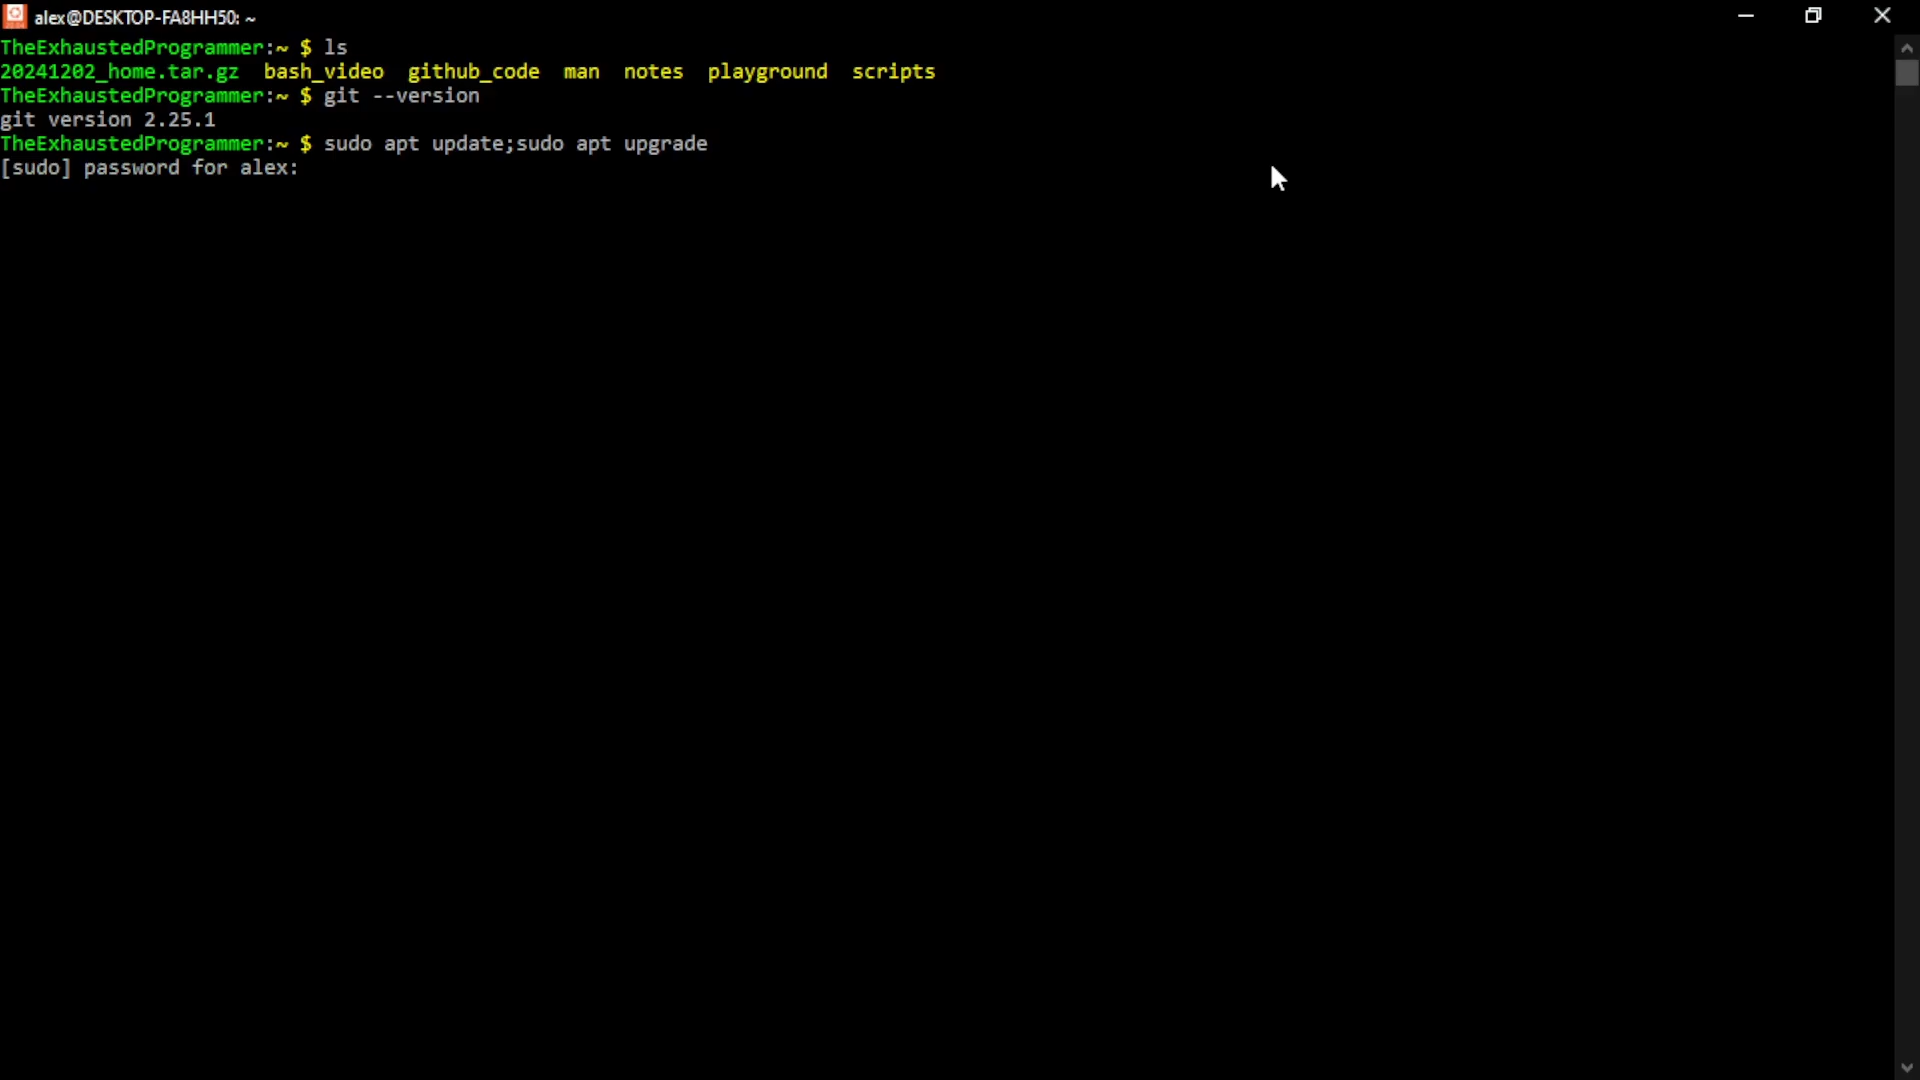 alex@DESKTOP-FA8HH50: ~
TheExhaustedProgrammer:~ $ ls
20241202_home.tar.gz  bash_video  github_code  man  notes  playground  scripts
TheExhaustedProgrammer:~ $ git --version
git version 2.25.1
TheExhaustedProgrammer:~ $ sudo apt update;sudo apt upgrade
[sudo] password for alex: